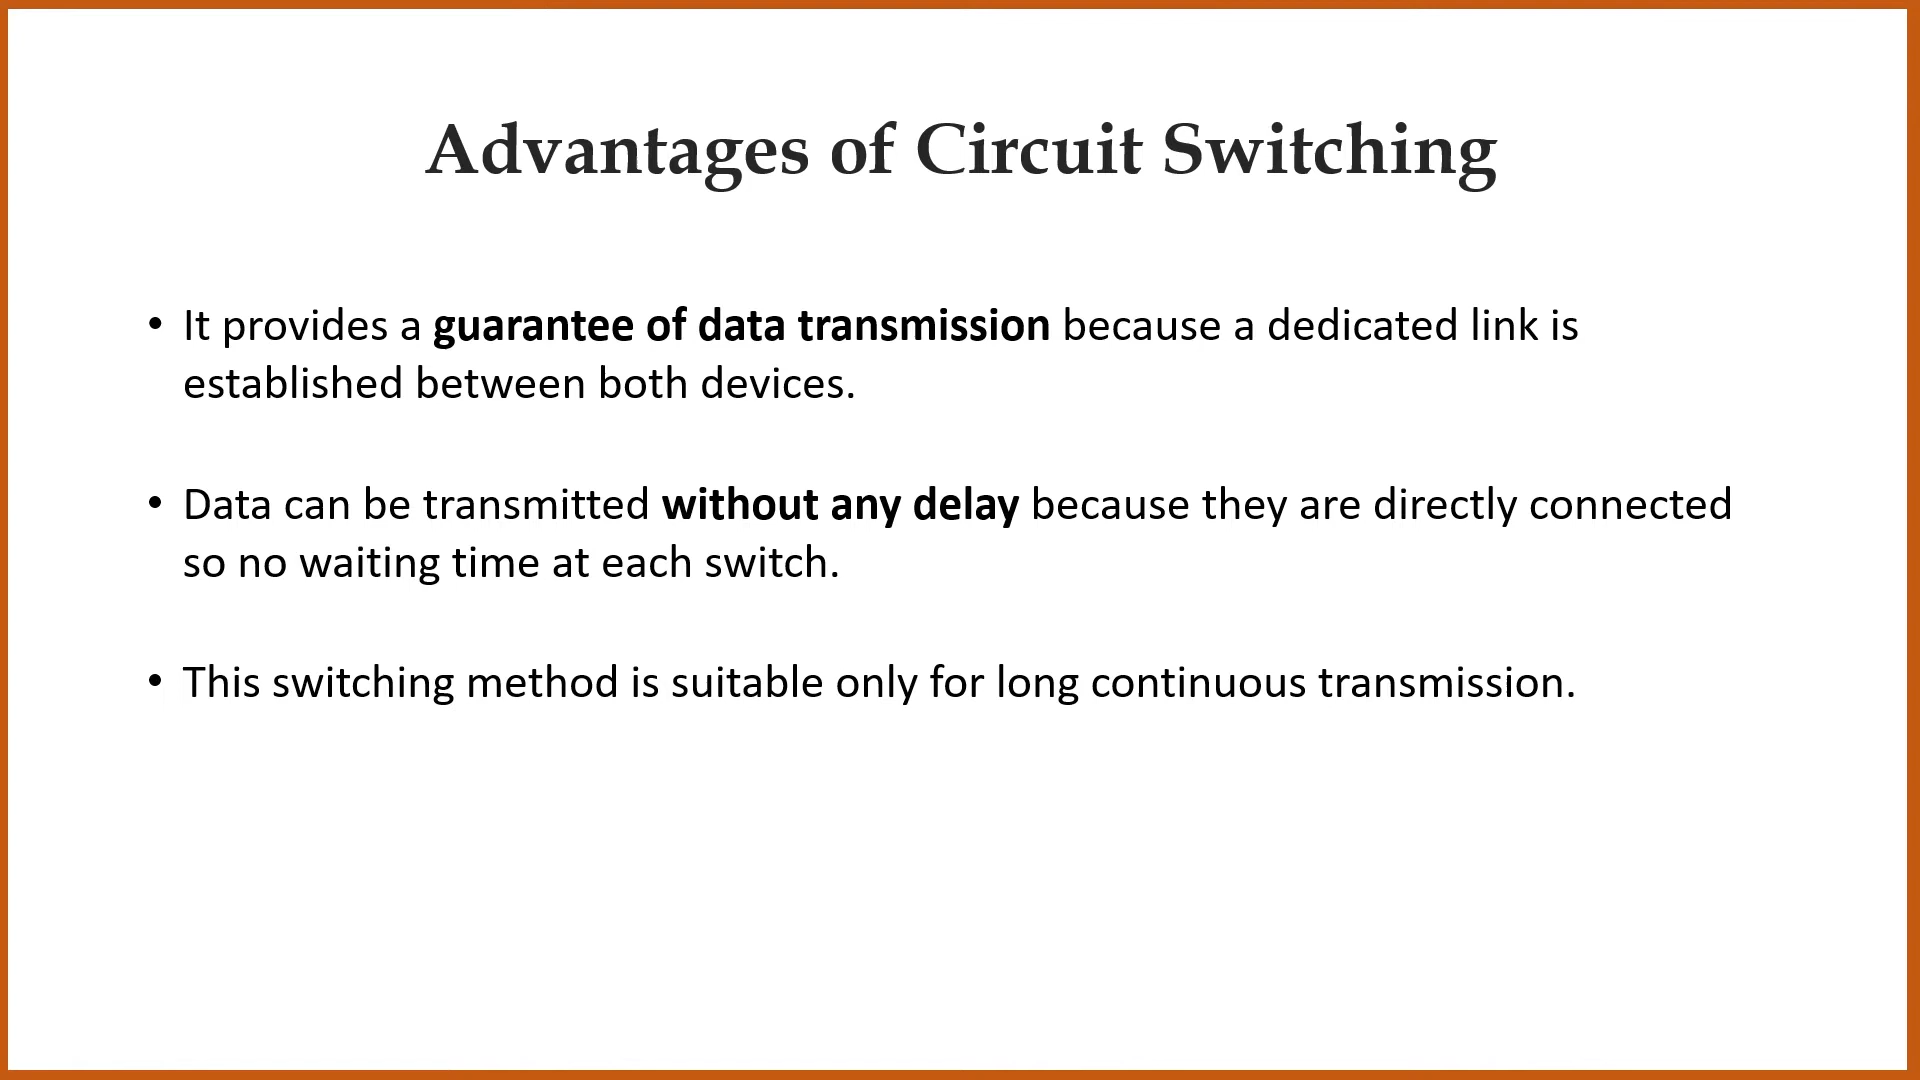 Advantages of Circuit Switching
• It provides a guarantee of data transmission because a dedicated link is
established between both devices.
• Data can be transmitted without any delay because they are directly connected
so no waiting time at each switch.
• This switching method is suitable only for long continuous transmission.